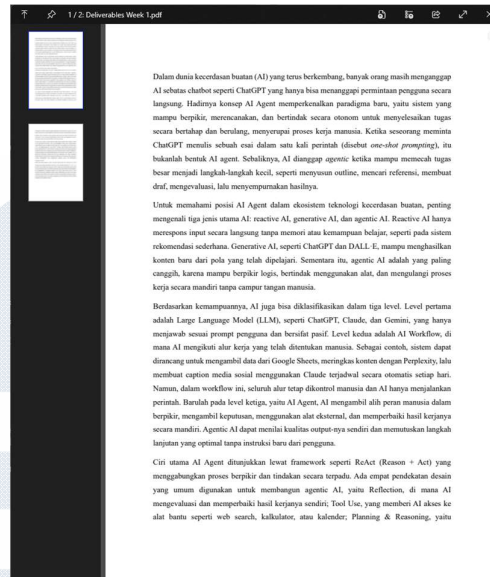 1 / 2: Deliverables Week 1.pdf
Dalam dunia kecerdasan buatan (AI) yang terus berkembang, banyak orang masih menganggap
AI sebatas chatbot seperti ChatGPT yang hanya bisa menanggapi permintaan pengguna secara
langsung. Hadirnya konsep AI Agent memperkenalkan paradigma baru, yaitu sistem yang
mampu berpikir, merencanakan, dan bertindak secara otonom untuk menyelesaikan tugas
secara bertahap dan berulang, menyerupai proses kerja manusia. Ketika seseorang meminta
ChatGPT menulis sebuah esai dalam satu kali perintah (disebut one-shot prompting), itu
bukanlah bentuk AI agent. Sebaliknya, AI dianggap agentic ketika mampu memecah tugas
besar menjadi langkah-langkah kecil, seperti menyusun outline, mencari referensi, membuat
draf, mengevaluasi, lalu menyempurnakan hasilnya.
Untuk memahami posisi AI Agent dalam ekosistem teknologi kecerdasan buatan, penting
mengenali tiga jenis utama AI: reactive AI, generative AI, dan agentic AI. Reactive AI hanya
merespons input secara langsung tanpa memori atau kemampuan belajar, seperti pada sistem
rekomendasi sederhana. Generative AI, seperti ChatGPT dan DALL·E, mampu menghasilkan
konten baru dari pola yang telah dipelajari. Sementara itu, agentic AI adalah yang paling
canggih, karena mampu berpikir logis, bertindak menggunakan alat, dan mengulangi proses
kerja secara mandiri tanpa campur tangan manusia.
Berdasarkan kemampuannya, AI juga bisa diklasifikasikan dalam tiga level. Level pertama
adalah Large Language Model (LLM), seperti ChatGPT, Claude, dan Gemini, yang hanya
menjawab sesuai prompt pengguna dan bersifat pasif. Level kedua adalah AI Workflow, di
mana AI mengikuti alur kerja yang telah ditentukan manusia. Sebagai contoh, sistem dapat
dirancang untuk mengambil data dari Google Sheets, meringkas konten dengan Perplexity, lalu
membuat caption media sosial menggunakan Claude terjadwal secara otomatis setiap hari.
Namun, dalam workflow ini, seluruh alur tetap dikontrol manusia dan AI hanya menjalankan
perintah. Barulah pada level ketiga, yaitu AI Agent, AI mengambil alih peran manusia dalam
berpikir, mengambil keputusan, menggunakan alat eksternal, dan memperbaiki hasil kerjanya
secara mandiri. Agentic AI dapat menilai kualitas output-nya sendiri dan memutuskan langkah
lanjutan yang optimal tanpa instruksi baru dari pengguna.
Ciri utama AI Agent ditunjukkan lewat framework seperti ReAct (Reason + Act) yang
menggabungkan proses berpikir dan tindakan secara terpadu. Ada empat pendekatan desain
yang umum digunakan untuk membangun agentic AI, yaitu Reflection, di mana AI
mengevaluasi dan memperbaiki hasil kerjanya sendiri; Tool Use, yang memberi AI akses ke
alat bantu seperti web search, kalkulator, atau kalender; Planning & Reasoning, yaitu